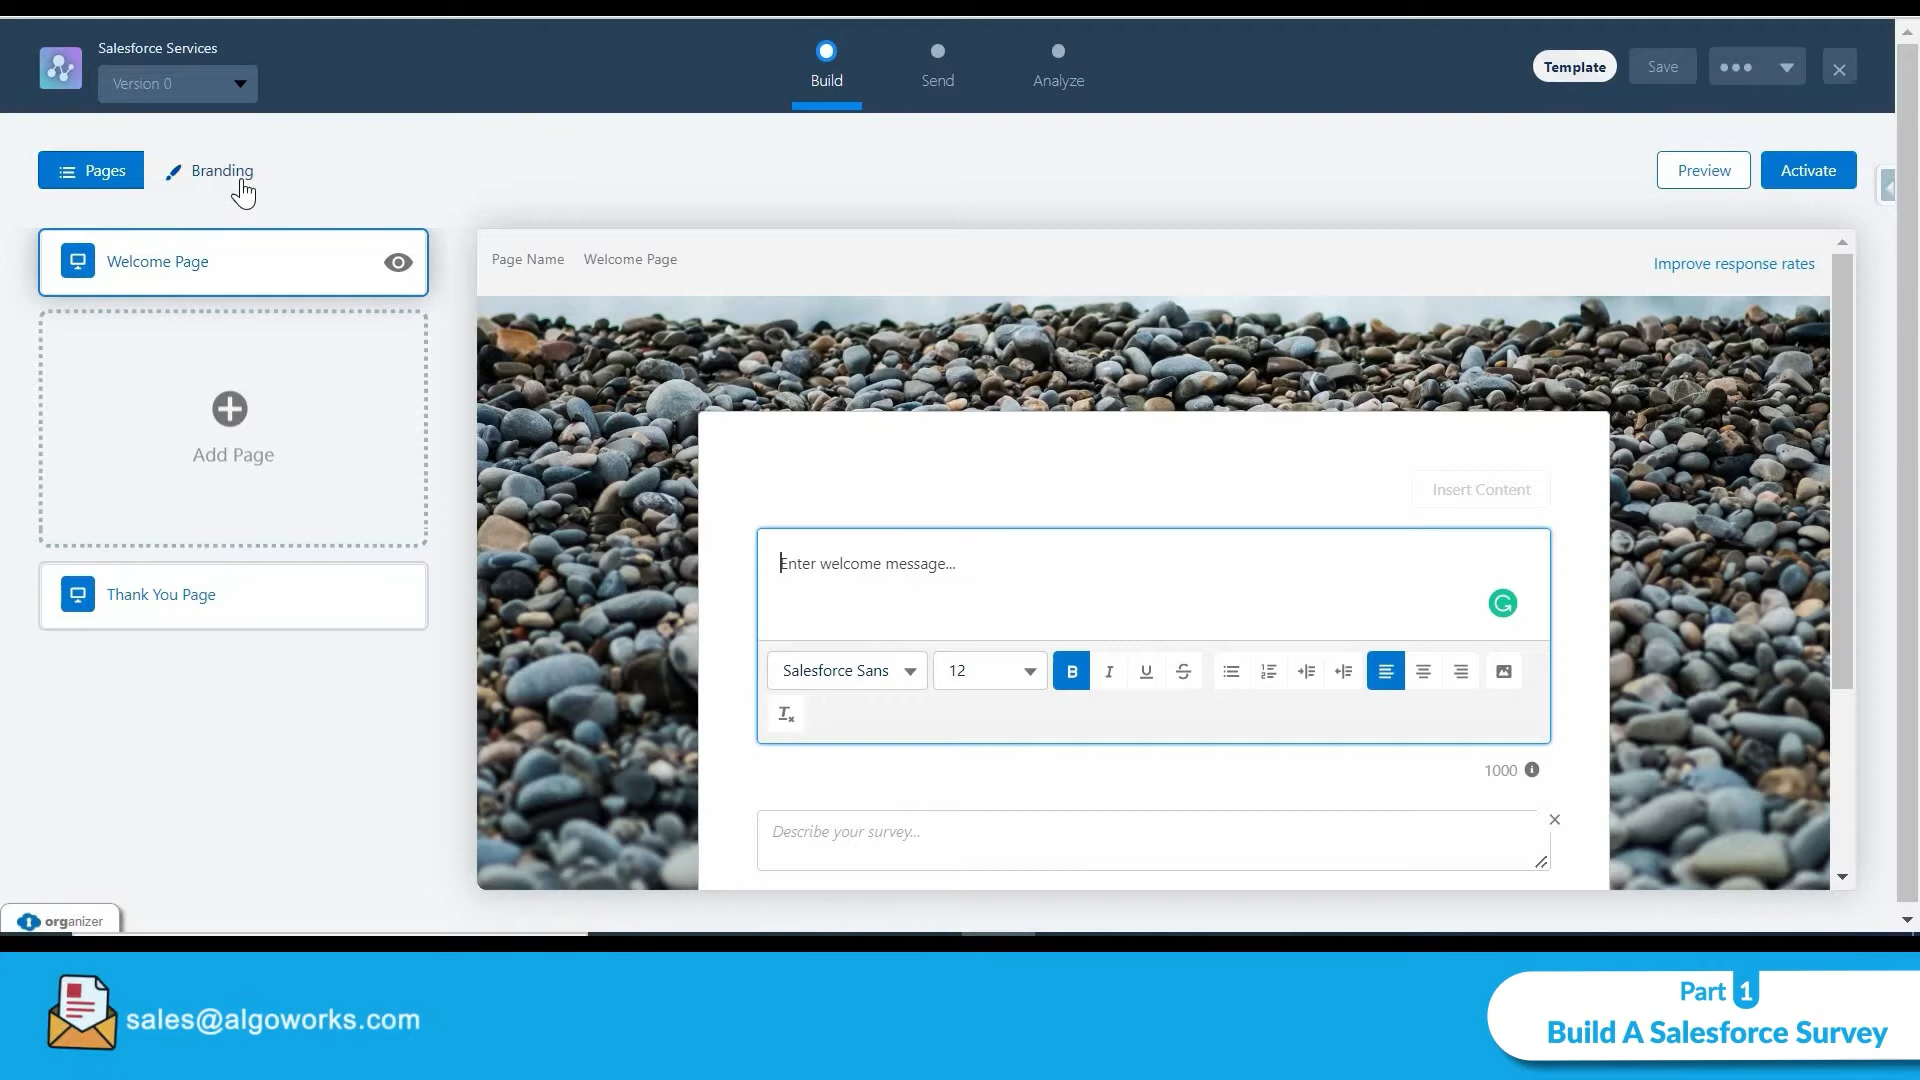 Salesforce Services
Version 0
Build
Send
Analyze
Template
Save
Pages
Branding
Preview
Activate
Welcome Page
Add Page
Thank You Page
Page Name Welcome Page
Improve response rates
Insert Content
Enter welcome message...
Salesforce Sans
12
B I U S
1000
Describe your survey...
organizer
sales@algoworks.com
Part 1
Build A Salesforce Survey